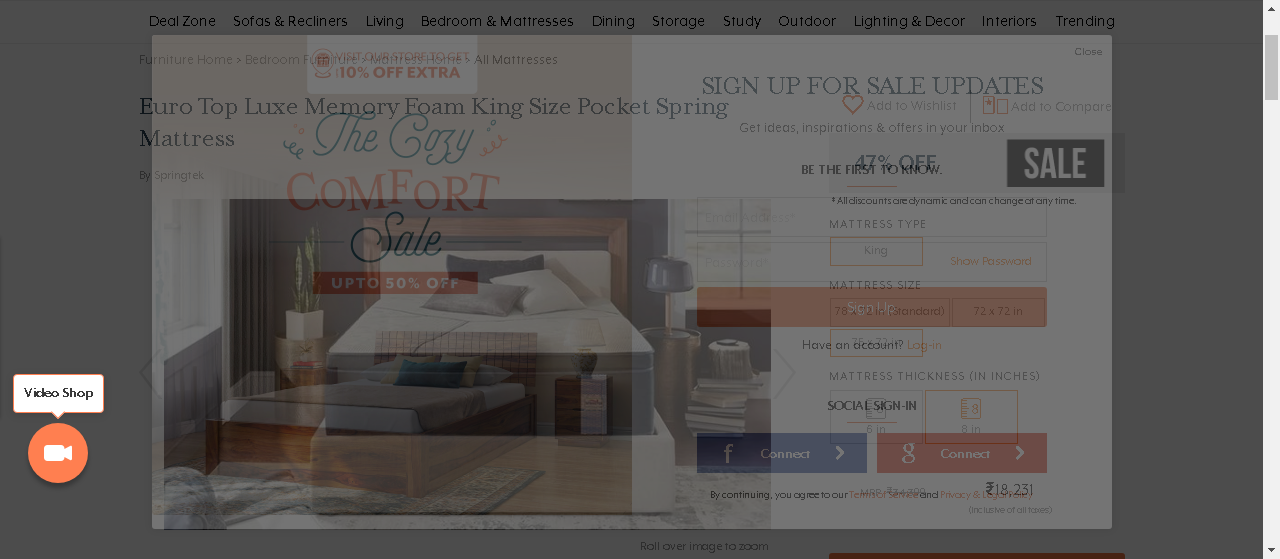 Deal Zone Sofas & Recliners Living Bedroom & Mattresses Dining Storage Study Outdoor Lighting & Decor Interiors Trending
Close
Furniture Home > Bedroom Furniture > Mattress Home > All Mattresses
VISIT OUR STORE TO GET
10% OFF EXTRA
SIGN UP FOR SALE UPDATES
Euro Top Luxe Memory Foam King Size Pocket Spring
Mattress
Add to Wishlist
Add to Compare
Get ideas, inspirations & offers in your inbox
The Cozy
COMFORT
Sale
UPTO 50% OFF
By Springtek
47% OFF
SALE
BE THE FIRST TO KNOW.
* All discounts are dynamic and can change at any time.
Email Address*
MATTRESS TYPE
King
Password*
Show Password
MATTRESS SIZE
Sign Up
78 x 72 in (Standard)
72 x 72 in
75 x 72 in
Have an account? Log-in
MATTRESS THICKNESS (IN INCHES)
SOCIAL SIGN-IN
6 in
8 in
Video Shop
f Connect
g Connect
By continuing, you agree to our Terms of Service and Privacy & Legal Policy
MRP
₹18,231
(inclusive of all taxes)
Roll over image to zoom